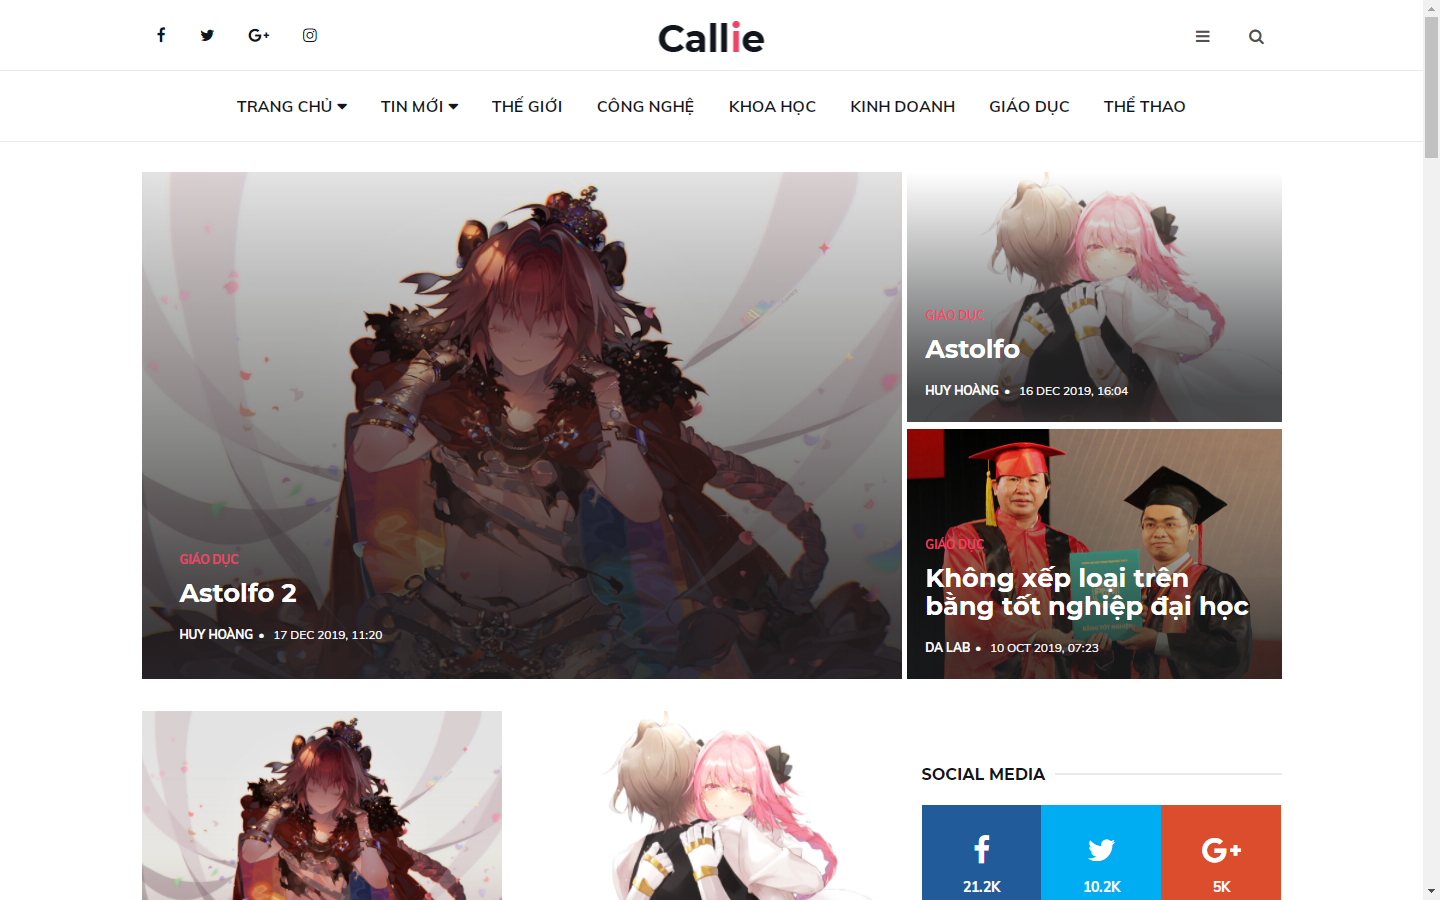 Callie
TRANG CHỦ
TIN MỚI
THẾ GIỚI
CÔNG NGHỆ
KHOA HỌC
KINH DOANH
GIÁO DỤC
THỂ THAO
GIÁO DỤC
Astolfo 2
HUY HOÀNG • 17 DEC 2019, 11:20
GIÁO DỤC
Astolfo
HUY HOÀNG • 16 DEC 2019, 16:04
GIÁO DỤC
Không xếp loại trên
bằng tốt nghiệp đại học
DA LAB • 10 OCT 2019, 07:23
SOCIAL MEDIA
21.2K
10.2K
5K